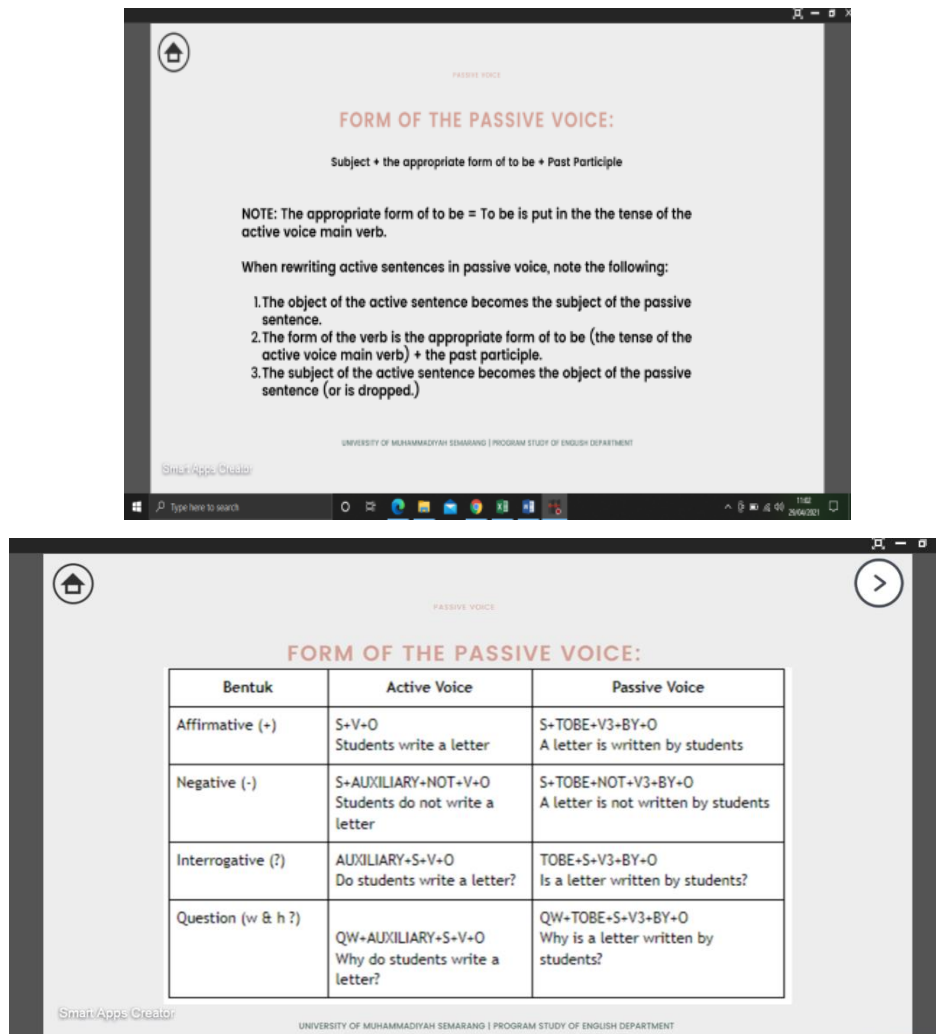 PASSIVE VOICE
FORM OF THE PASSIVE VOICE:
Subject + the appropriate form of to be + Past Participle
NOTE: The appropriate form of to be = To be is put in the the tense of the
active voice main verb.
When rewriting active sentences in passive voice, note the following:
1.The object of the active sentence becomes the subject of the passive
sentence.
2.The form of the verb is the appropriate form of to be (the tense of the
active voice main verb) + the past participle.
3.The subject of the active sentence becomes the object of the passive
sentence (or is dropped.)
UNIVERSITY OF MUHAMMADIYAH SEMARANG | PROGRAM STUDY OF ENGLISH DEPARTMENT
Smart Apps Creator
Type here to search
11:02
29/04/2021
PASSIVE VOICE
FORM OF THE PASSIVE VOICE:
Bentuk Active Voice Passive Voice
Affirmative (+) S+V+O S+TOBE+V3+BY+O
Students write a letter A letter is written by students
Negative (-) S+AUXILIARY+NOT+V+O S+TOBE+NOT+V3+BY+O
Students do not write a A letter is not written by students
letter
Interrogative (?) AUXILIARY+S+V+O TOBE+S+V3+BY+O
Do students write a letter? Is a letter written by students?
Question (w & h ?) QW+TOBE+S+V3+BY+O
QW+AUXILIARY+S+V+O Why is a letter written by
Why do students write a students?
letter?
Smart Apps Creator
UNIVERSITY OF MUHAMMADIYAH SEMARANG | PROGRAM STUDY OF ENGLISH DEPARTMENT